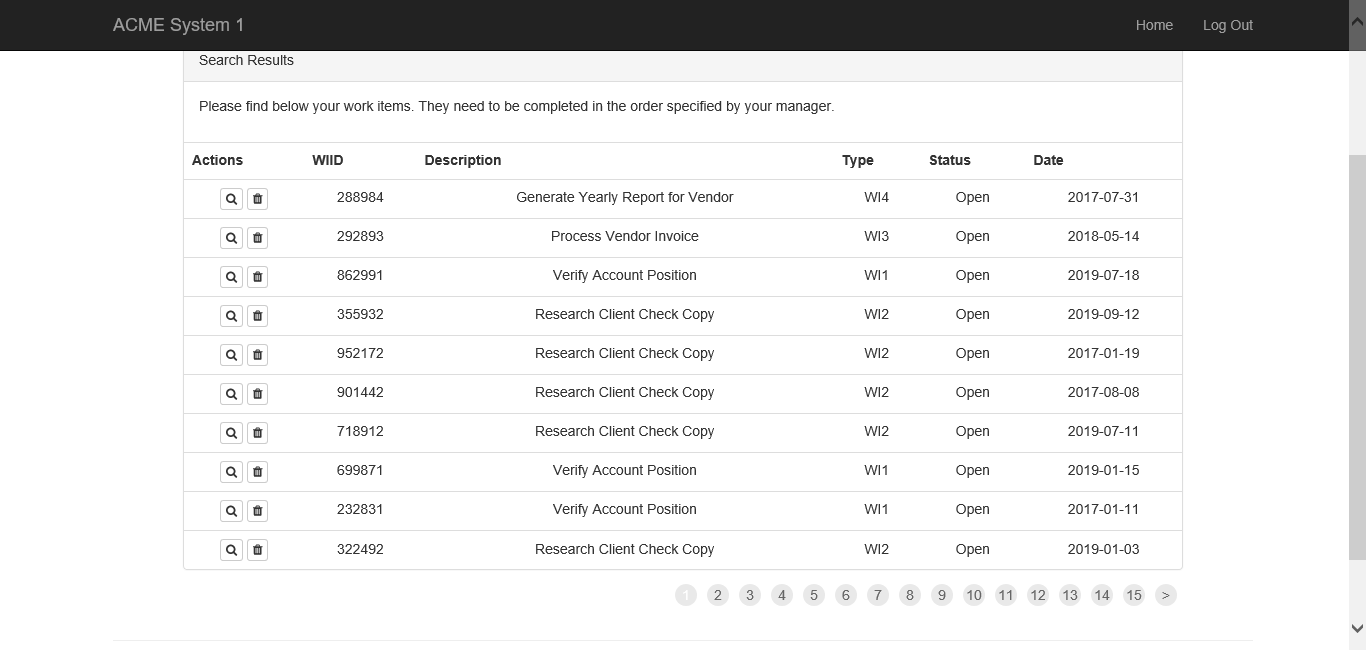 ACME System 1 Home Log Out
Search Results
Please find below your work items. They need to be completed in the order specified by your manager.
Actions WIID Description Type Status Date
288984 Generate Yearly Report for Vendor WI4 Open 2017-07-31
292893 Process Vendor Invoice WI3 Open 2018-05-14
862991 Verify Account Position WI1 Open 2019-07-18
355932 Research Client Check Copy WI2 Open 2019-09-12
952172 Research Client Check Copy WI2 Open 2017-01-19
901442 Research Client Check Copy WI2 Open 2017-08-08
718912 Research Client Check Copy WI2 Open 2019-07-11
699871 Verify Account Position WI1 Open 2019-01-15
232831 Verify Account Position WI1 Open 2017-01-11
322492 Research Client Check Copy WI2 Open 2019-01-03
1 2 3 4 5 6 7 8 9 10 11 12 13 14 15 >